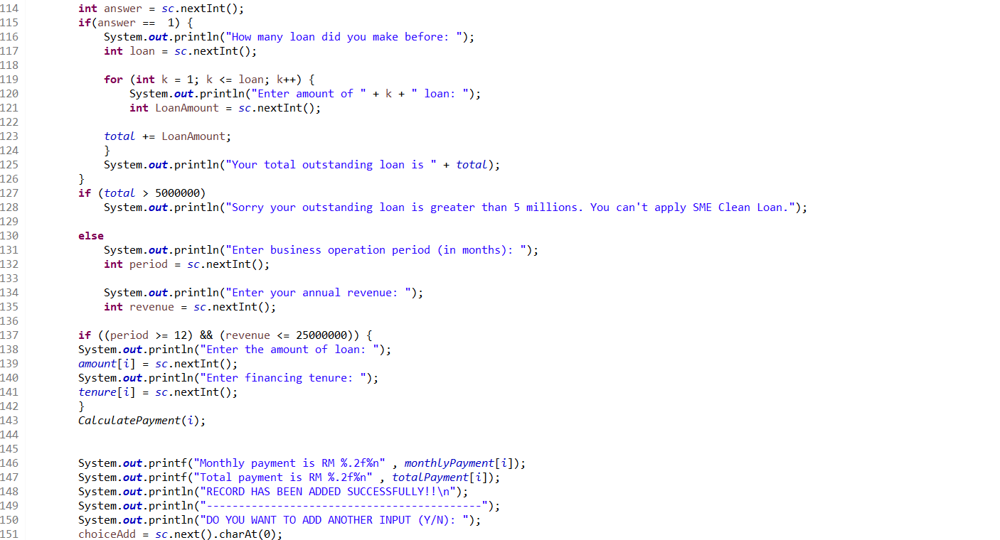 114 int answer = sc.nextInt();
115 if(answer ==  1) {
116 System.out.println("How many loan did you make before: ");
117 int loan = sc.nextInt();
118
119 for (int k = 1; k <= loan; k++) {
120 System.out.println("Enter amount of " + k + " loan: ");
121 int LoanAmount = sc.nextInt();
122
123 total += LoanAmount;
124 }
125 System.out.println("Your total outstanding loan is " + total);
126 }
127 if (total > 5000000)
128 System.out.println("Sorry your outstanding loan is greater than 5 millions. You can't apply SME Clean Loan.");
129
130 else
131 System.out.println("Enter business operation period (in months): ");
132 int period = sc.nextInt();
133
134 System.out.println("Enter your annual revenue: ");
135 int revenue = sc.nextInt();
136
137 if ((period >= 12) && (revenue <= 25000000)) {
138 System.out.println("Enter the amount of loan: ");
139 amount[i] = sc.nextInt();
140 System.out.println("Enter financing tenure: ");
141 tenure[i] = sc.nextInt();
142 }
143 CalculatePayment(i);
144
145
146 System.out.printf("Monthly payment is RM %.2f%n" , monthlyPayment[i]);
147 System.out.printf("Total payment is RM %.2f%n" , totalPayment[i]);
148 System.out.println("RECORD HAS BEEN ADDED SUCCESSFULLY!!\n");
149 System.out.println("-------------------------------------------");
150 System.out.println("DO YOU WANT TO ADD ANOTHER INPUT (Y/N): ");
151 choiceAdd = sc.next().charAt(0);